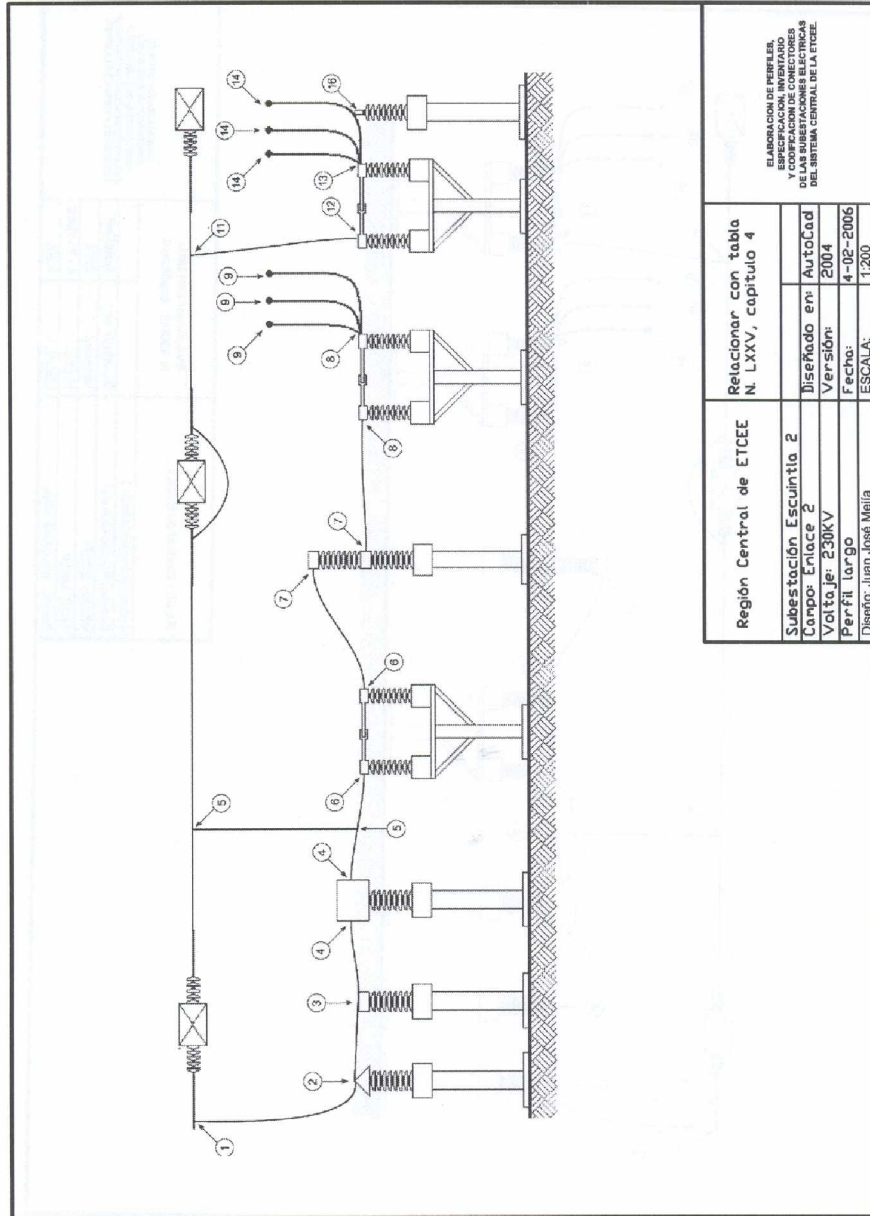 1
2
3
4
4
5
5
6
6
7
7
8
8
9
9
9
11
12
13
14
14
14
16
Región Central de ETCEE
Relacionar con tabla
N. LXXV, capitulo 4
ELABORACION DE PERFILES,
ESPECIFICACION, INVENTARIO
Y CODIFICACION DE CONECTORES
DE LAS SUBESTACIONES ELECTRICAS
DEL SISTEMA CENTRAL DE LA ETCEE.
Subestación Escuintla 2
Campo: Enlace 2
Diseñado en: AutoCad
Voltaje: 230KV
Versión: 2004
Perfil largo
Fecha: 4-02-2006
Diseño: Juan José Mejía
ESCALA: 1:200